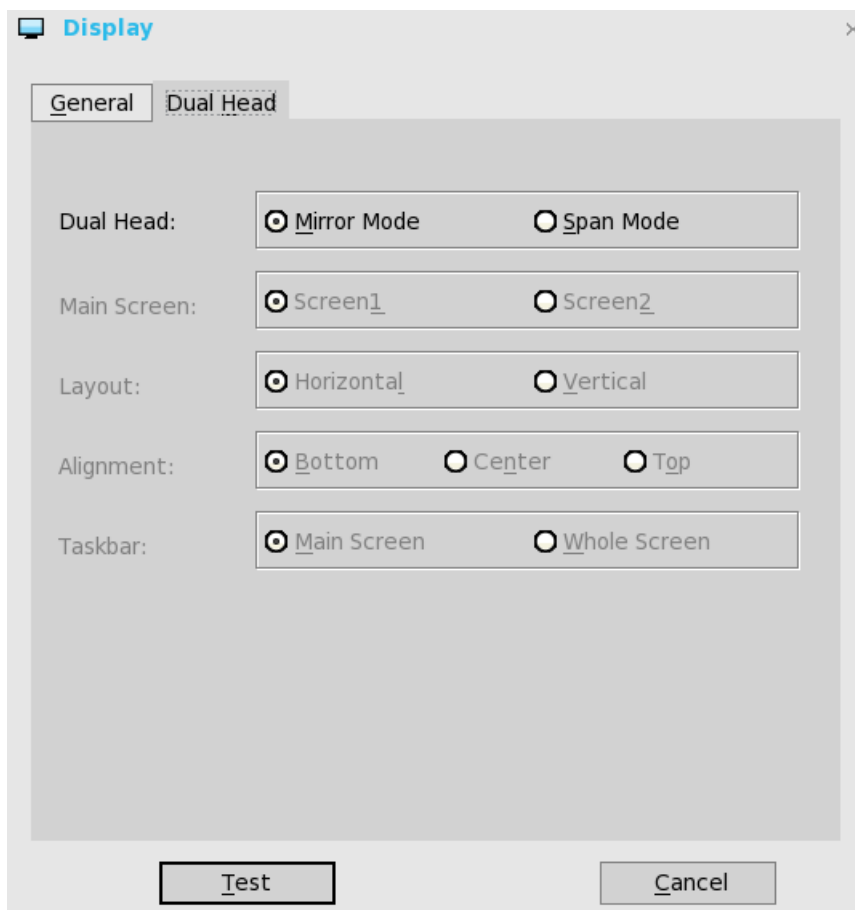 Display
General Dual Head
Dual Head: Mirror Mode Span Mode
Main Screen: Screen1 Screen2
Layout: Horizontal Vertical
Alignment: Bottom Center Top
Taskbar: Main Screen Whole Screen
Test Cancel